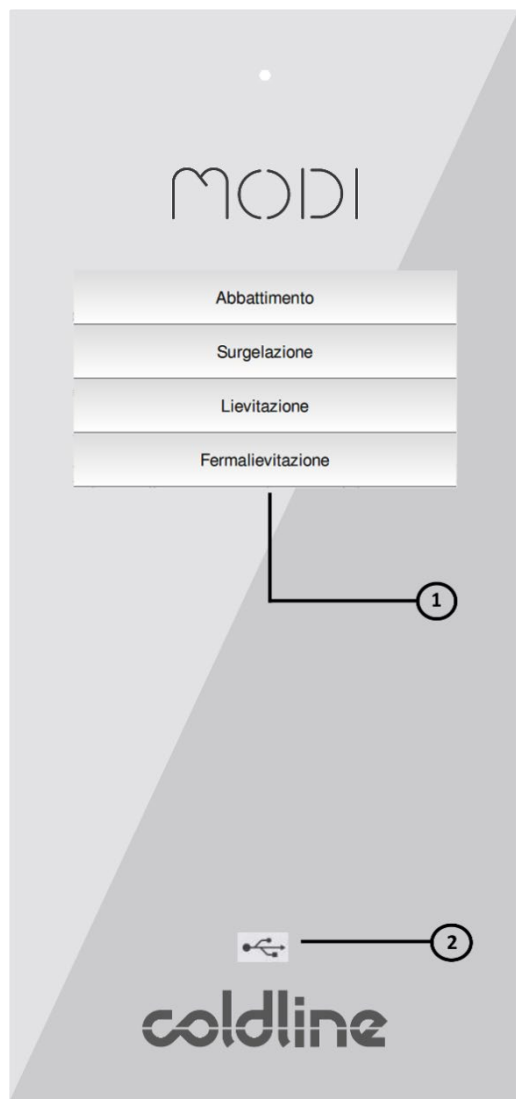 MODI
Abbattimento
Surgelazione
Lievitazione
Fermalievitazione
1
2
coldline